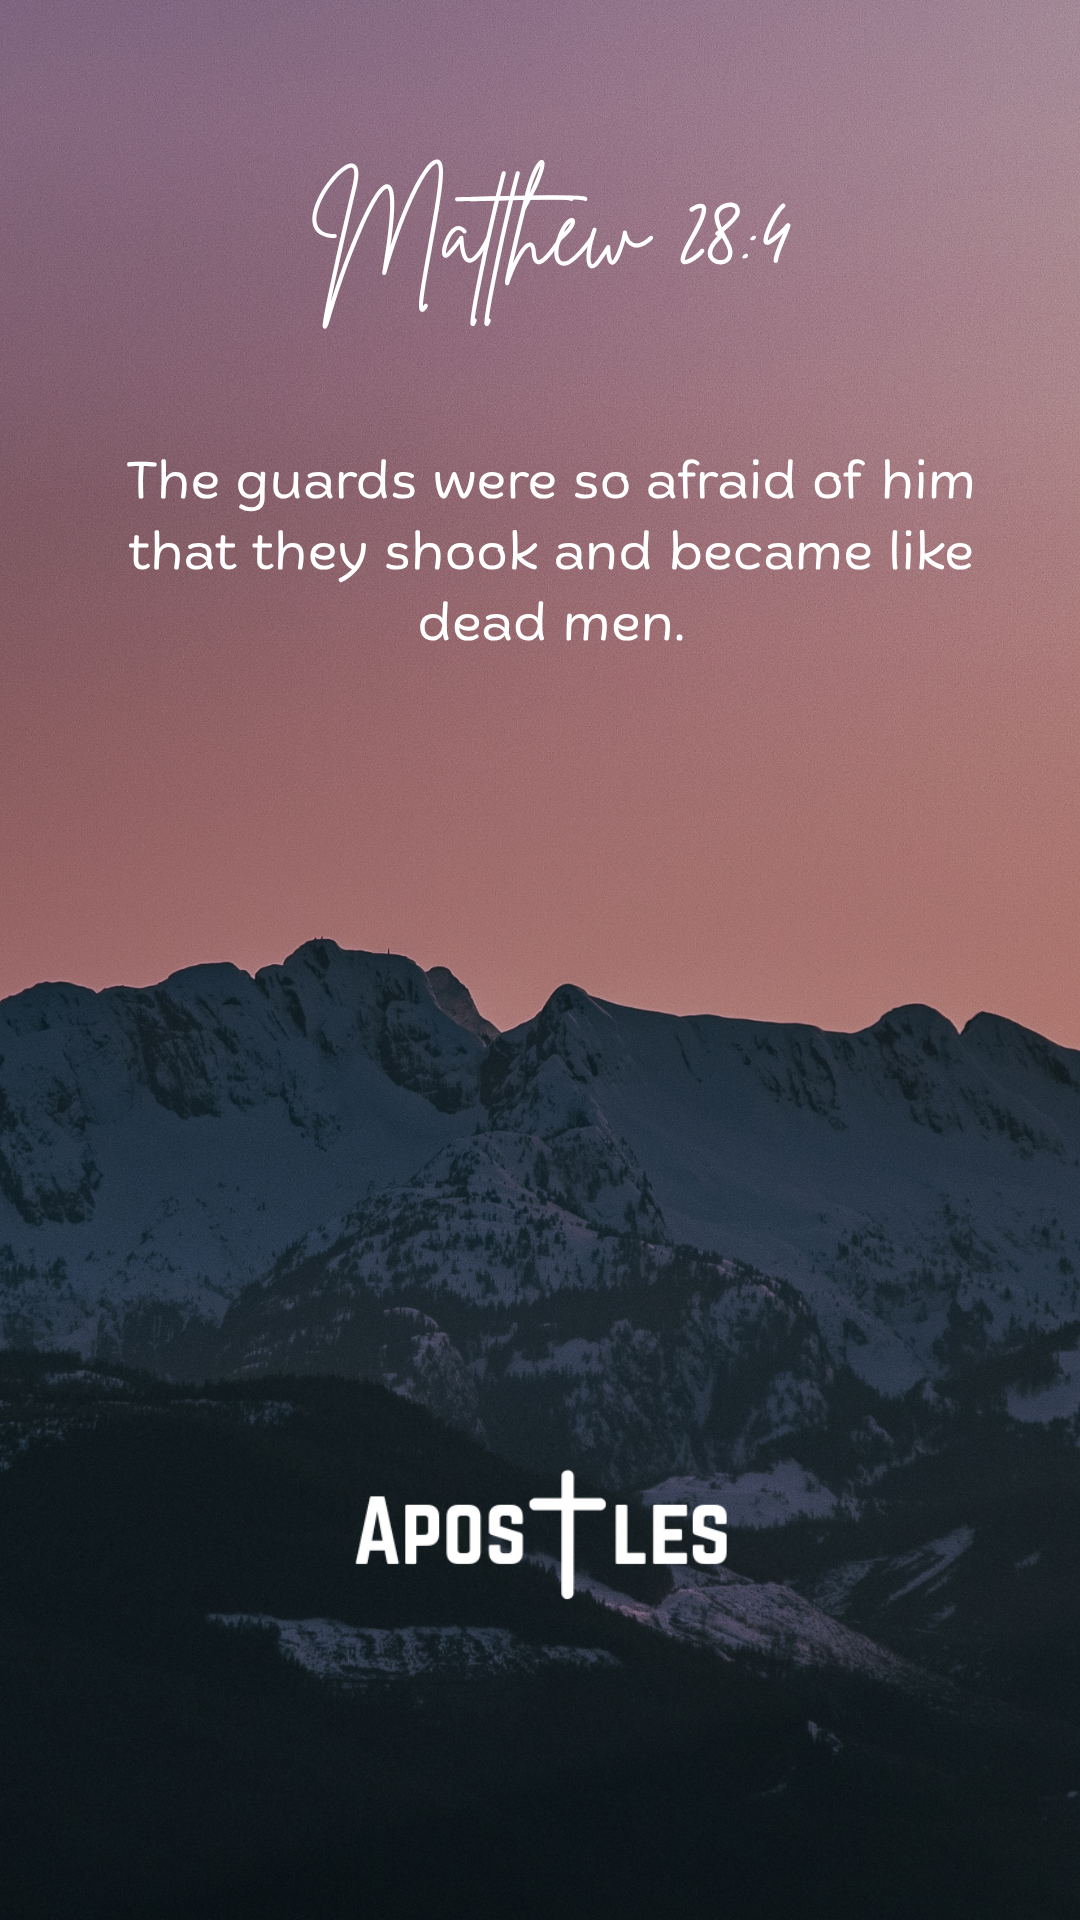 Matthew 28:4
The guards were so afraid of him
that they shook and became like
dead men.
APOSTLES